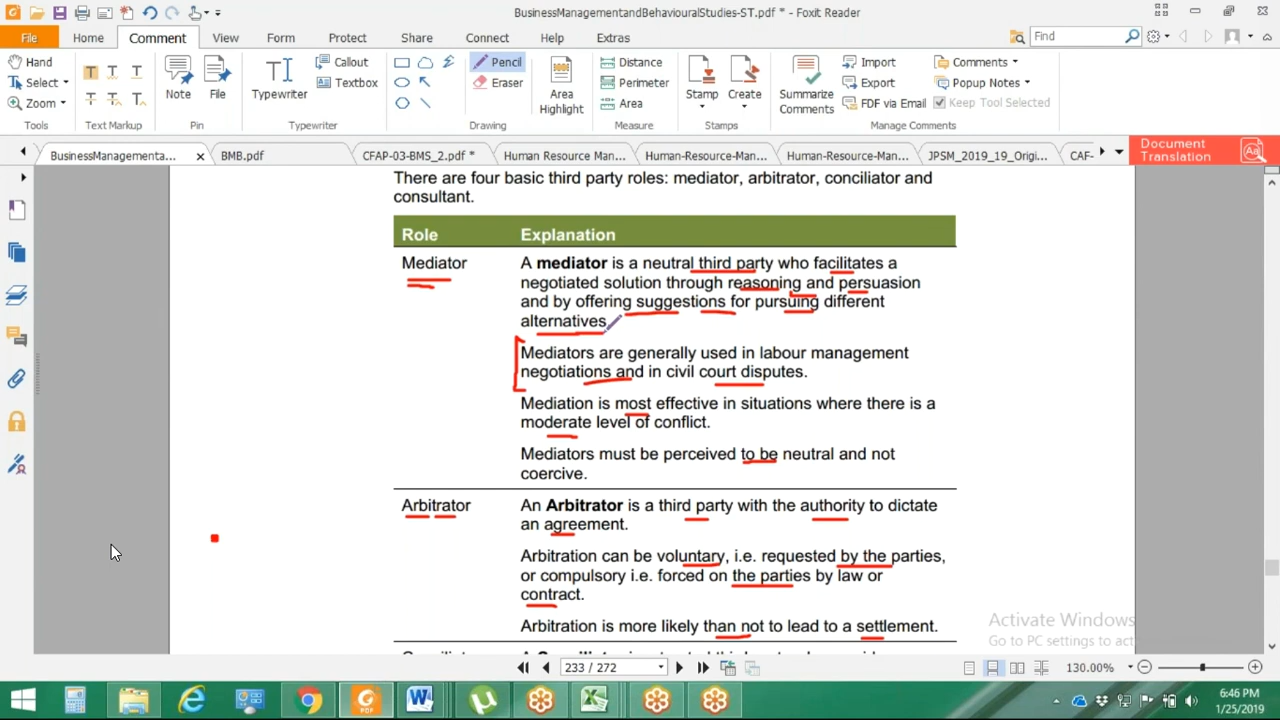 BusinessManagementandBehaviouralStudies-ST.pdf * - Foxit Reader
File Home Comment View Form Protect Share Connect Help Extras Find
Hand Callout Pencil Distance Import Comments
Select Textbox Eraser Perimeter Export Popup Notes
Zoom Note File Typewriter Area Highlight Area Stamp Create Summarize Comments FDF via Email Keep Tool Selected
Tools Text Markup Pin Typewriter Drawing Measure Stamps Manage Comments
BusinessManagementa... BMB.pdf CFAP-03-BMS_2.pdf * Human Resource Man... Human-Resource-Man... Human-Resource-Man... JPSM_2019_19_Origi... CAF- Document Translation
There are four basic third party roles: mediator, arbitrator, conciliator and
consultant.
Role Explanation
Mediator A mediator is a neutral third party who facilitates a
negotiated solution through reasoning and persuasion
and by offering suggestions for pursuing different
alternatives
Mediators are generally used in labour management
negotiations and in civil court disputes.
Mediation is most effective in situations where there is a
moderate level of conflict.
Mediators must be perceived to be neutral and not
coercive.
Arbitrator An Arbitrator is a third party with the authority to dictate
an agreement.
Arbitration can be voluntary, i.e. requested by the parties,
or compulsory i.e. forced on the parties by law or
contract.
Activate Windows
Arbitration is more likely than not to lead to a settlement.
Go to PC settings to act
233 / 272 130.00%
6:46 PM
1/25/2019